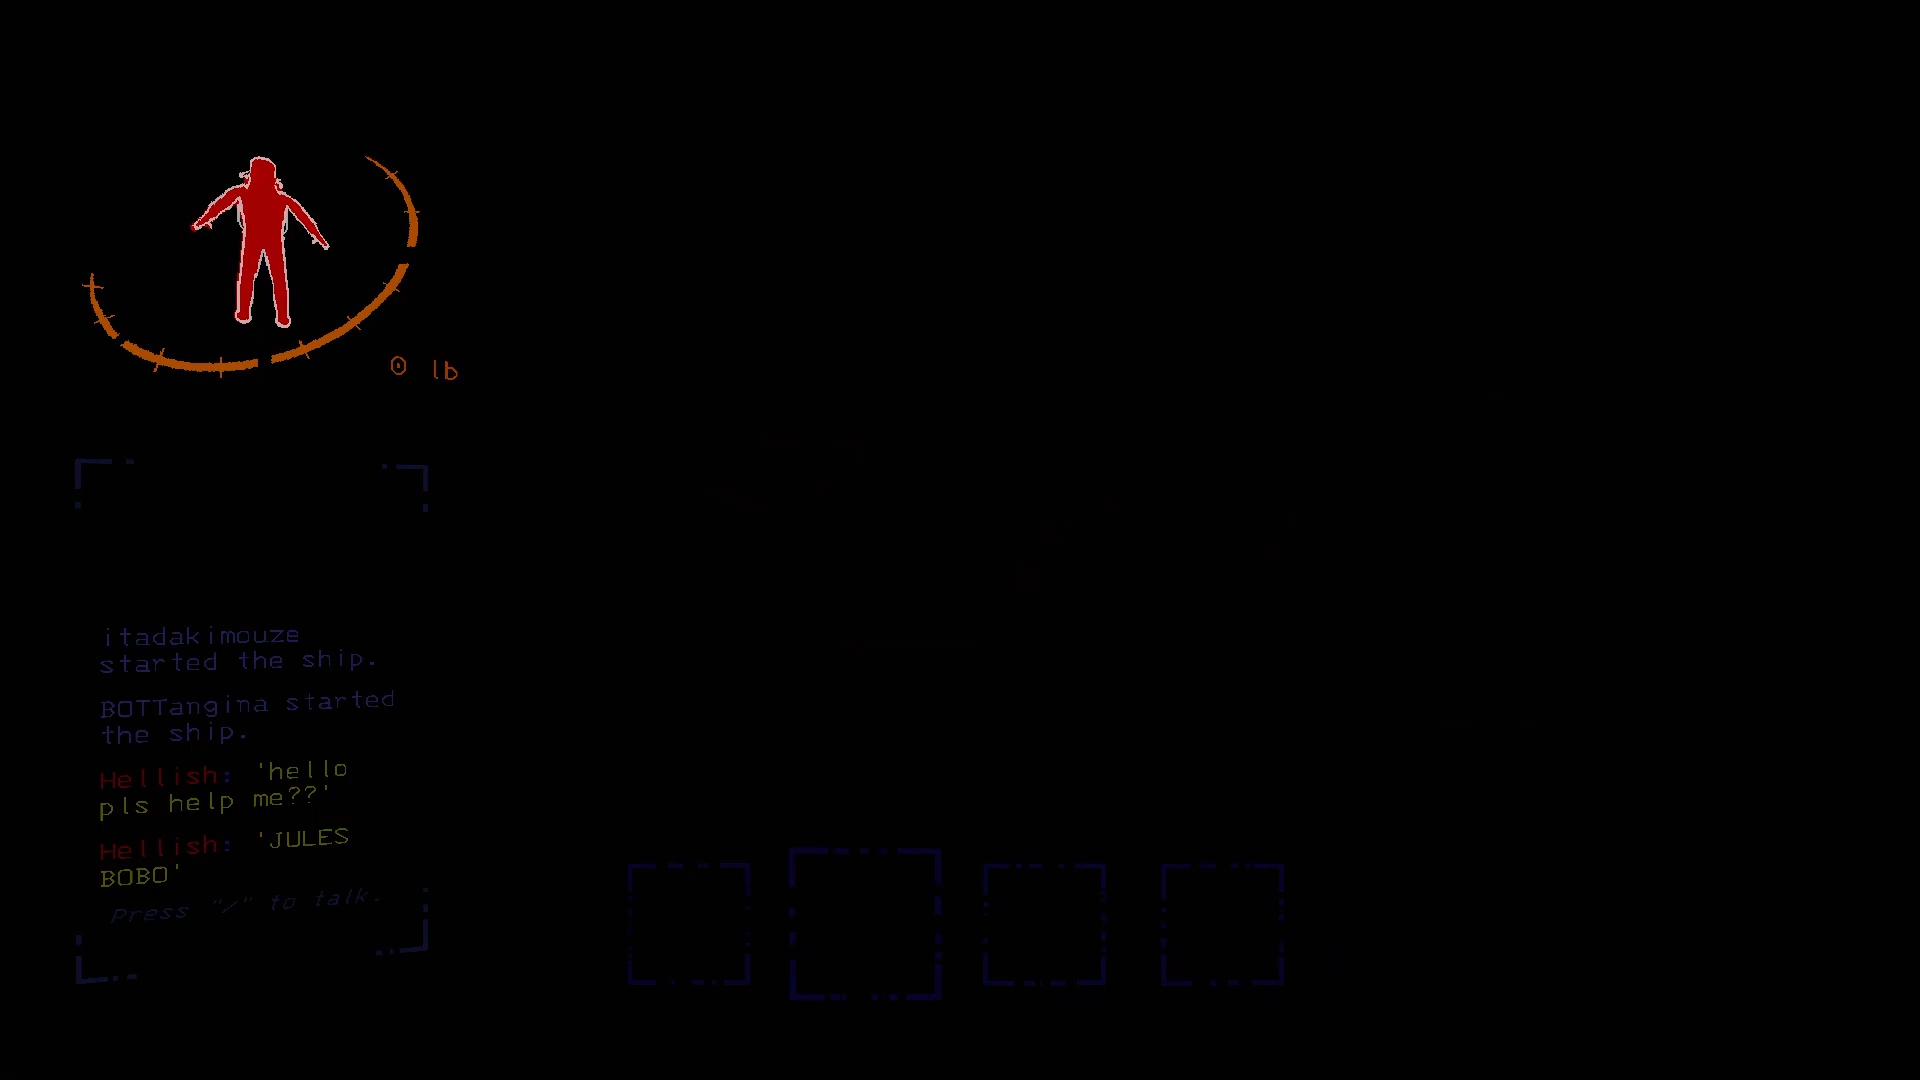 0 lb
itadakimouze
started the ship.
BOTTangina started
the ship.
Hellish: 'hello
pls help me??'
Hellish: 'JULES
BOBO'
Press "/" to talk.